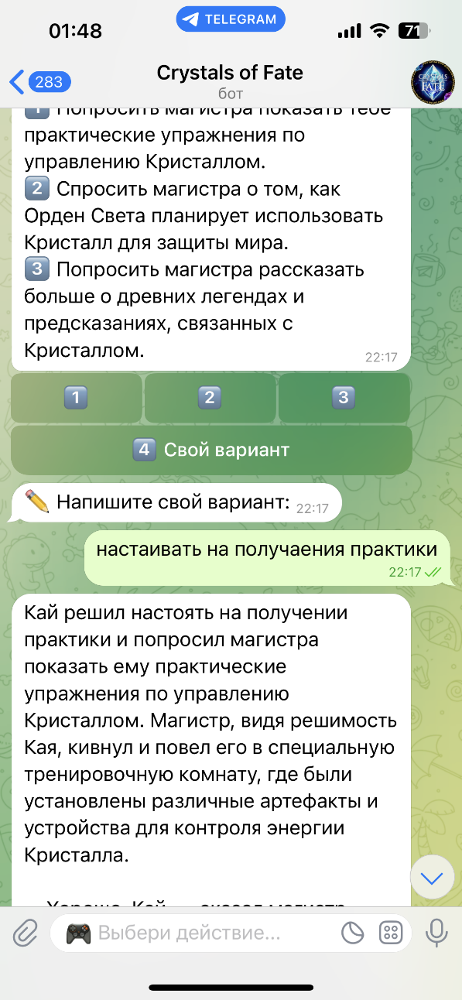 01:48
TELEGRAM
71
283
Crystals of Fate
бот
CRYSTALS
FATE
1 Попросить магистра показать тебе
практические упражнения по
управлению Кристаллом.
2 Спросить магистра о том, как
Орден Света планирует использовать
Кристалл для защиты мира.
3 Попросить магистра рассказать
больше о древних легендах и
предсказаниях, связанных с
Кристаллом.
22:17
1 2 3
4 Свой вариант
Напишите свой вариант: 22:17
настаивать на получаения практики
22:17
Кай решил настоять на получении
практики и попросил магистра
показать ему практические
упражнения по управлению
Кристаллом. Магистр, видя решимость
Кая, кивнул и повел его в специальную
тренировочную комнату, где были
установлены различные артефакты и
устройства для контроля энергии
Кристалла.
— Хорошо, Кай, — сказал магистр
Выбери действие...